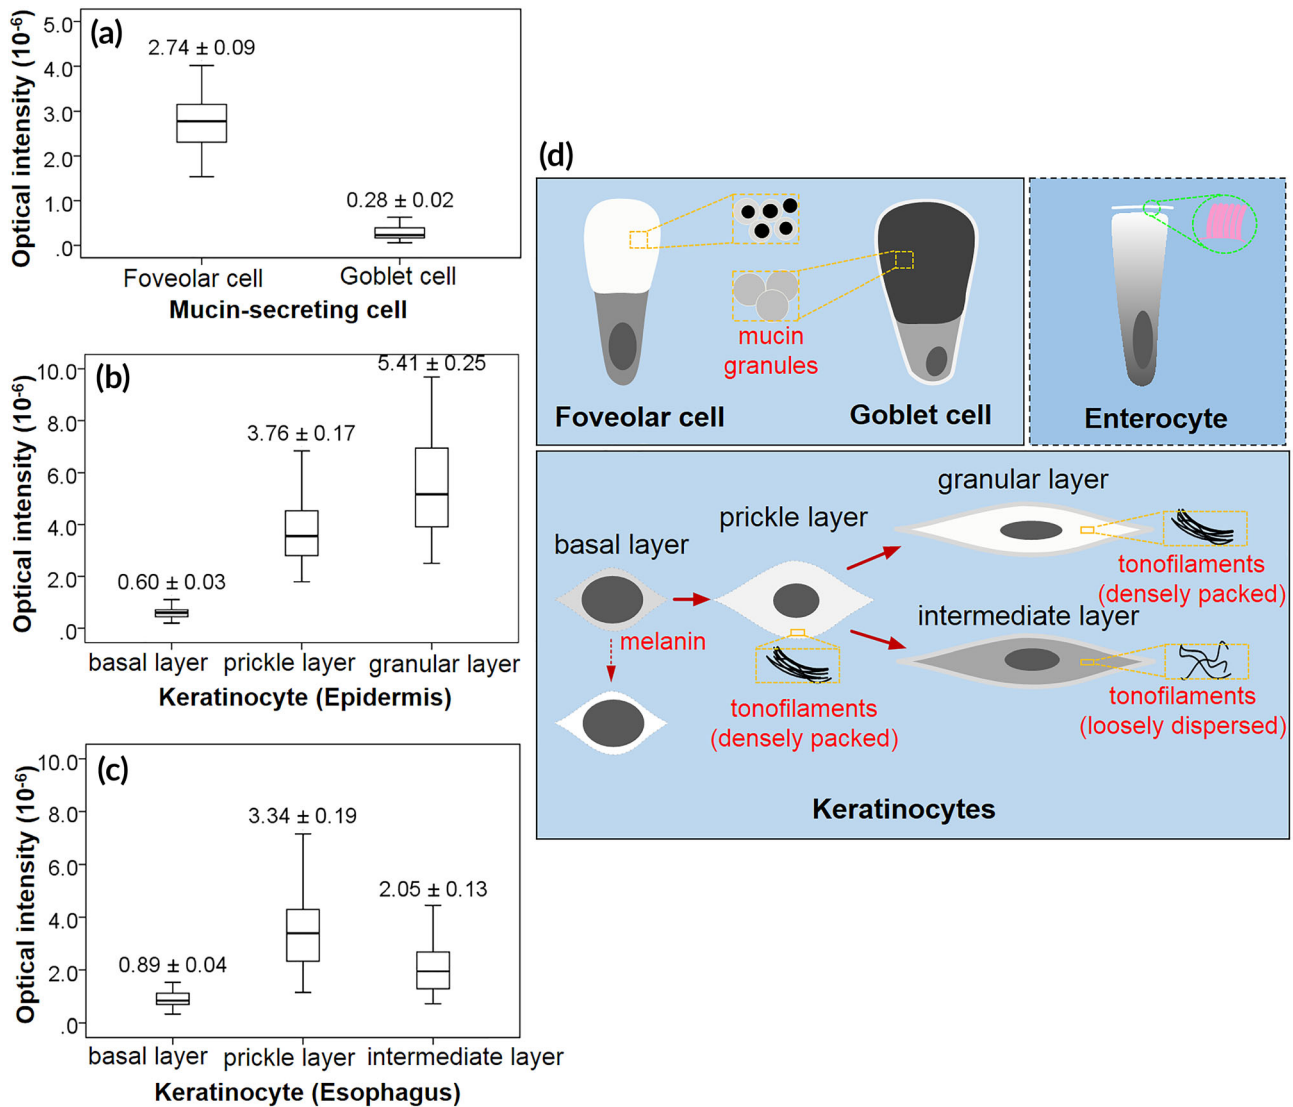 (a)
Optical intensity (10⁻⁶)
5.0
4.0
3.0
2.0
1.0
.0
2.74 ± 0.09
0.28 ± 0.02
Foveolar cell
Goblet cell
Mucin-secreting cell
(b)
Optical intensity (10⁻⁶)
10.0
8.0
6.0
4.0
2.0
.0
0.60 ± 0.03
3.76 ± 0.17
5.41 ± 0.25
basal layer
prickle layer
granular layer
Keratinocyte (Epidermis)
(c)
Optical intensity (10⁻⁶)
10.0
8.0
6.0
4.0
2.0
.0
0.89 ± 0.04
3.34 ± 0.19
2.05 ± 0.13
basal layer
prickle layer
intermediate layer
Keratinocyte (Esophagus)
(d)
mucin
granules
Foveolar cell
Goblet cell
Enterocyte
basal layer
prickle layer
granular layer
tonofilaments
(densely packed)
intermediate layer
melanin
tonofilaments
(densely packed)
tonofilaments
(loosely dispersed)
Keratinocytes